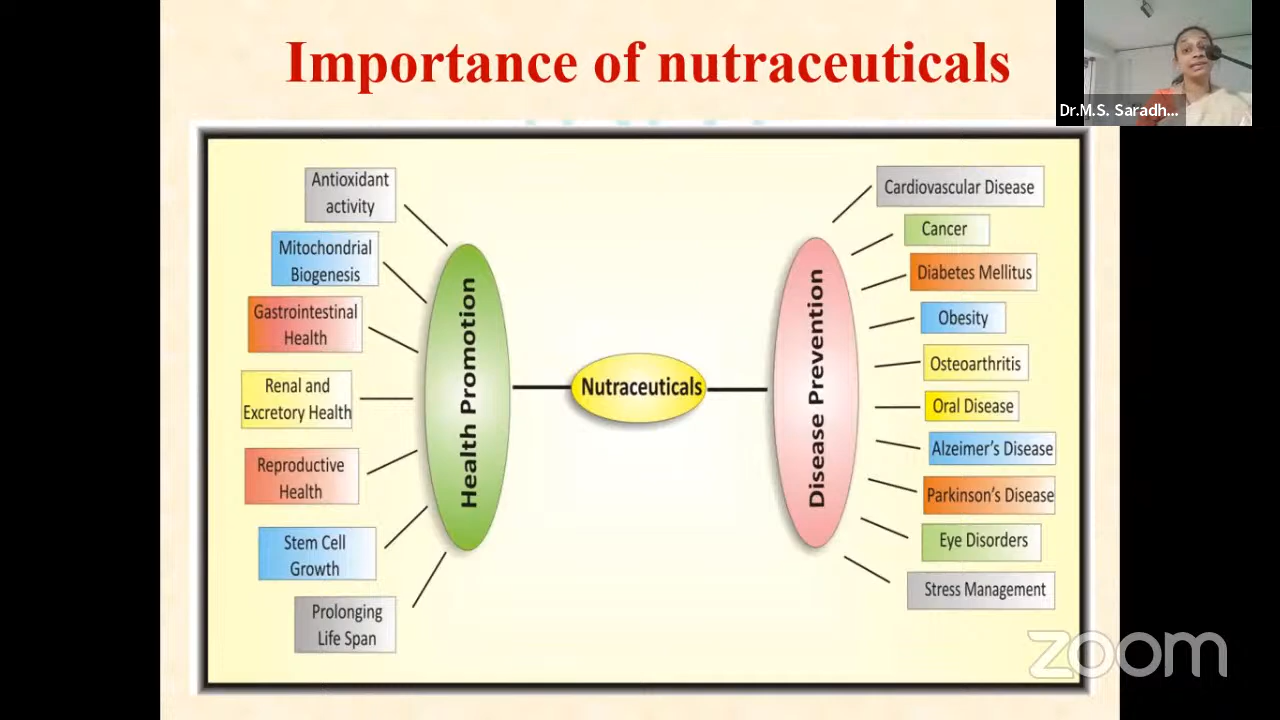 Importance of nutraceuticals
Dr.M.S. Saradh...
Antioxidant
activity
Mitochondrial
Biogenesis
Gastrointestinal
Health
Renal and
Excretory Health
Reproductive
Health
Stem Cell
Growth
Prolonging
Life Span
Health Promotion
Nutraceuticals
Disease Prevention
Cardiovascular Disease
Cancer
Diabetes Mellitus
Obesity
Osteoarthritis
Oral Disease
Alzeimer's Disease
Parkinson's Disease
Eye Disorders
Stress Management
zoom